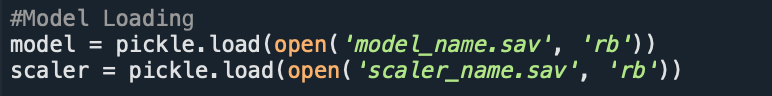 #Model Loading
model = pickle.load(open('model_name.sav', 'rb'))
scaler = pickle.load(open('scaler_name.sav', 'rb'))